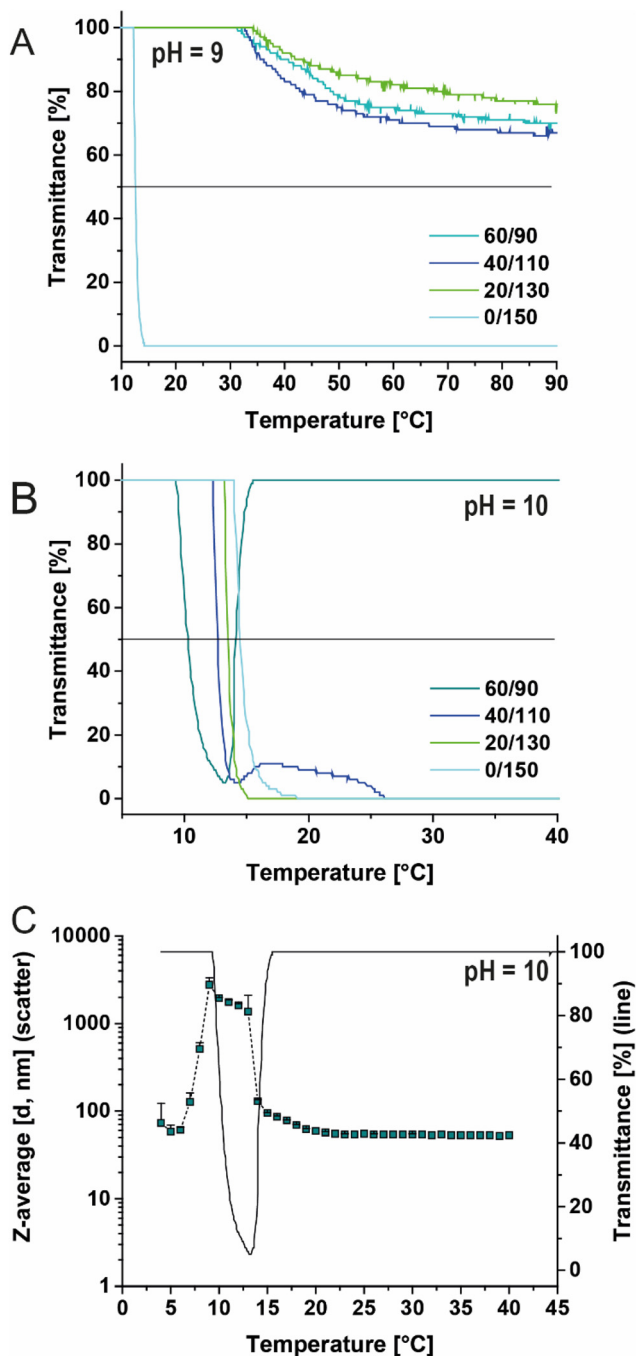 A
pH = 9
Transmittance [%]
100
80
60
40
20
0
60/90
40/110
20/130
0/150
10 20 30 40 50 60 70 80 90
Temperature [°C]
B
pH = 10
Transmittance [%]
100
80
60
40
20
0
60/90
40/110
20/130
0/150
10 20 30 40
Temperature [°C]
C
pH = 10
Z-average [d, nm] (scatter)
10000
1000
100
10
1
100
80
60
40
20
0
Transmittance [%] (line)
0 5 10 15 20 25 30 35 40 45
Temperature [°C]